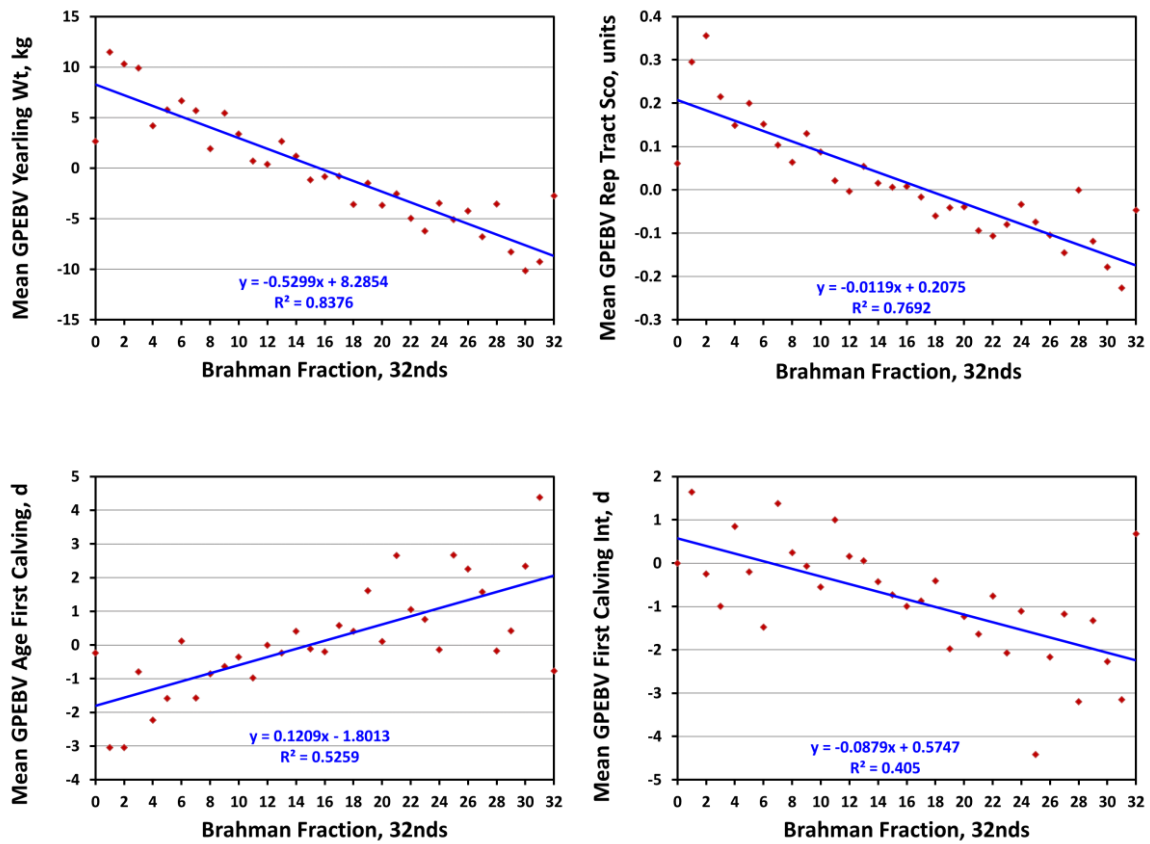 Mean GPEBV Yearling Wt, kg
15
10
5
0
-5
-10
-15
y = -0.5299x + 8.2854
R² = 0.8376
0 2 4 6 8 10 12 14 16 18 20 22 24 26 28 30 32
Brahman Fraction, 32nds
Mean GPEBV Rep Tract Sco, units
0.4
0.3
0.2
0.1
0.0
-0.1
-0.2
-0.3
y = -0.0119x + 0.2075
R² = 0.7692
0 2 4 6 8 10 12 14 16 18 20 22 24 26 28 30 32
Brahman Fraction, 32nds
Mean GPEBV Age First Calving, d
5
4
3
2
1
0
-1
-2
-3
-4
y = 0.1209x - 1.8013
R² = 0.5259
0 2 4 6 8 10 12 14 16 18 20 22 24 26 28 30 32
Brahman Fraction, 32nds
Mean GPEBV First Calving Int, d
2
1
0
-1
-2
-3
-4
-5
y = -0.0879x + 0.5747
R² = 0.405
0 2 4 6 8 10 12 14 16 18 20 22 24 26 28 30 32
Brahman Fraction, 32nds